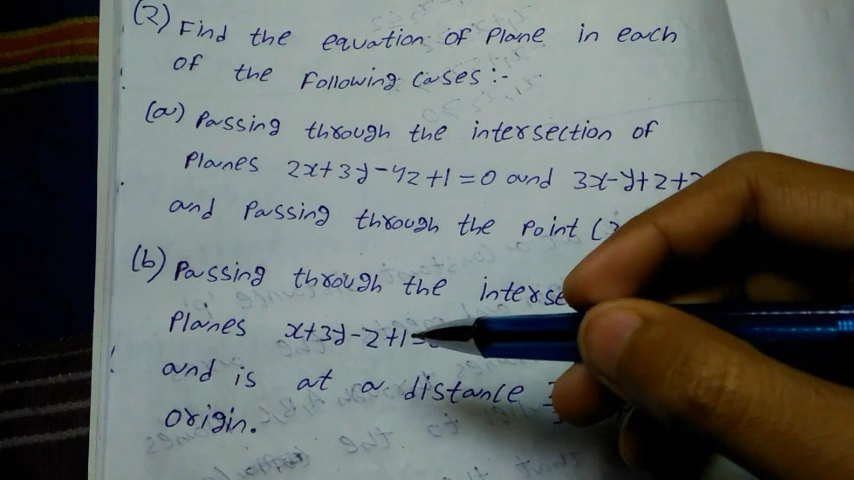 (2) Find the equation of Plane in each
of the Following Cases :-
(a) Passing through the intersection of
Planes 2x+3y-4z+1=0 and 3x-y+z+
and Passing through the Point (3
(b) Passing through the
Planes x+3y-z+1=
and is at a distance
origin.